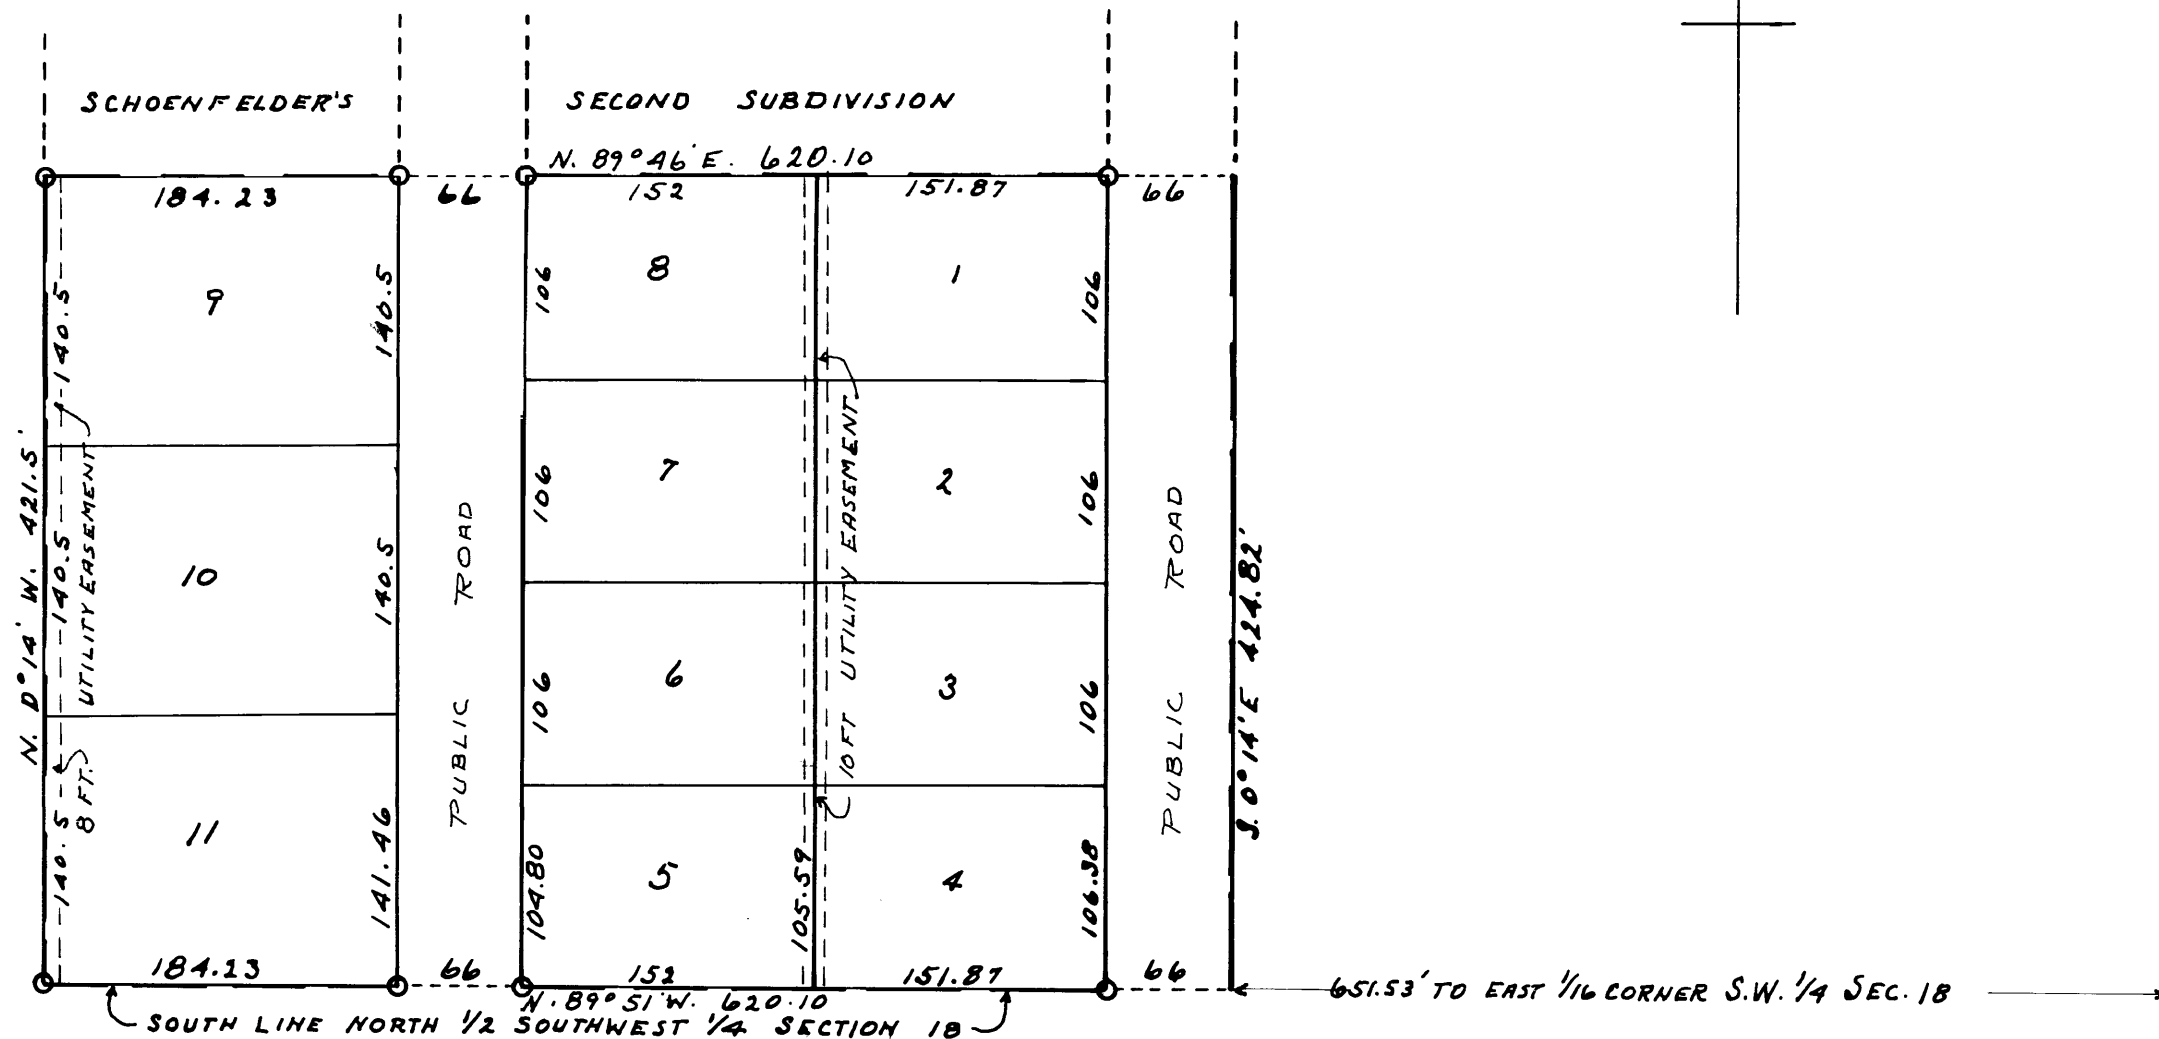 SCHOENFELDER'S SECOND SUBDIVISION
N. 89°46' E. 620.10
184.23 66 152 151.87 66
9
8
1
140.5
140.5
106
106
N. 0°14' W. 421.5'
140.5
8 FT. UTILITY EASEMENT
10
140.5
PUBLIC ROAD
106
7
10 FT UTILITY EASEMENT
2
106
PUBLIC ROAD
S. 0°14' E 424.82'
106
6
3
106
140.5
11
141.46
104.80
5
105.59
4
106.38
184.23 66 152 151.87 66
N. 89°51' W. 620.10
651.53' TO EAST 1/16 CORNER S.W. 1/4 SEC. 18
SOUTH LINE NORTH 1/2 SOUTHWEST 1/4 SECTION 18